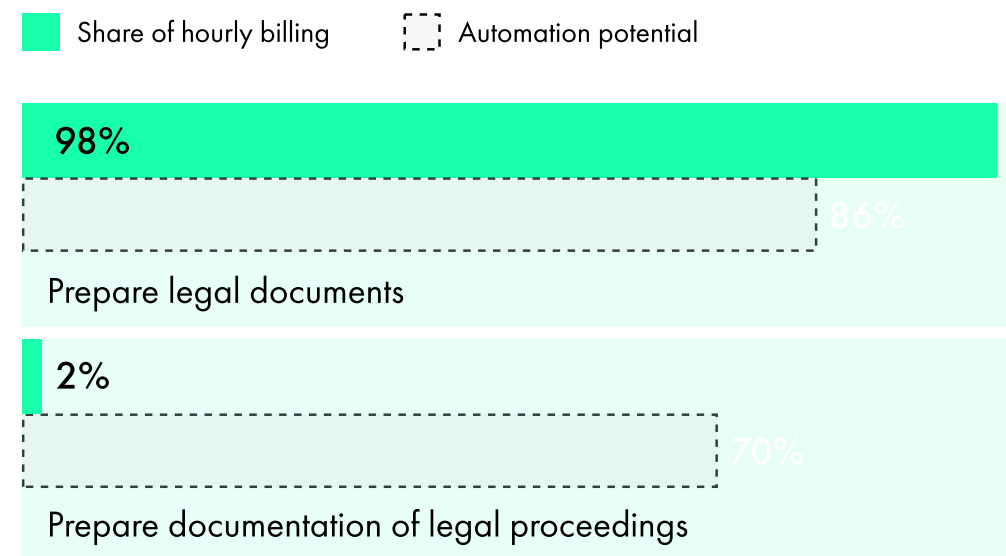 Share of hourly billing
Automation potential
98%
86%
Prepare legal documents
2%
70%
Prepare documentation of legal proceedings